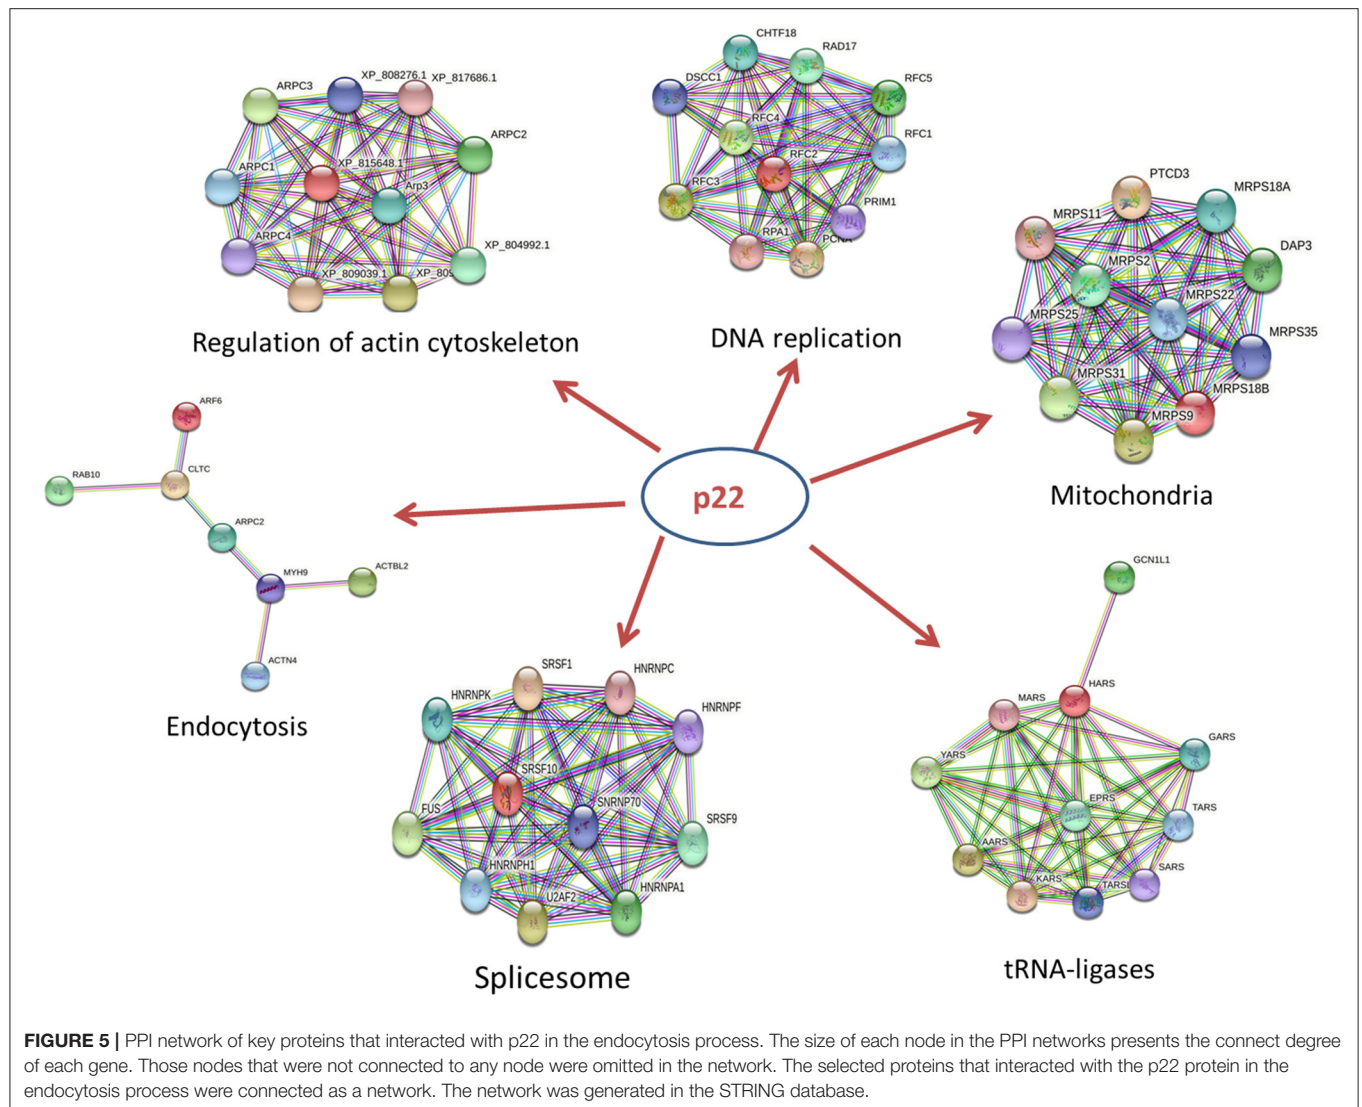 CHTF18
RAD17
DSCC1
RFC5
RFC4
RFC1
RFC2
RFC3
PRIM1
RPA1
PCNA
DNA replication
XP_808276.1
XP_817686.1
ARPC3
ARPC2
XP_815648.1
ARPC1
Arp3
ARPC4
XP_804992.1
XP_809039.1
XP_809
Regulation of actin cytoskeleton
PTCD3
MRPS18A
MRPS11
DAP3
MRPS2
MRPS22
MRPS25
MRPS35
MRPS31
MRPS18B
MRPS9
Mitochondria
ARF6
RAB10
CLTC
ARPC2
MYH9
ACTBL2
ACTN4
Endocytosis
p22
SRSF1
HNRNPC
HNRNPK
HNRNPF
SRSF10
SNRNP70
FUS
SRSF9
HNRNPH1
HNRNPA1
U2AF2
Splicesome
GCN1L1
HARS
MARS
GARS
YARS
EPRS
TARS
AARS
SARS
KARS
tRNA-ligases
FIGURE 5 | PPI network of key proteins that interacted with p22 in the endocytosis process. The size of each node in the PPI networks presents the connect degree
of each gene. Those nodes that were not connected to any node were omitted in the network. The selected proteins that interacted with the p22 protein in the
endocytosis process were connected as a network. The network was generated in the STRING database.